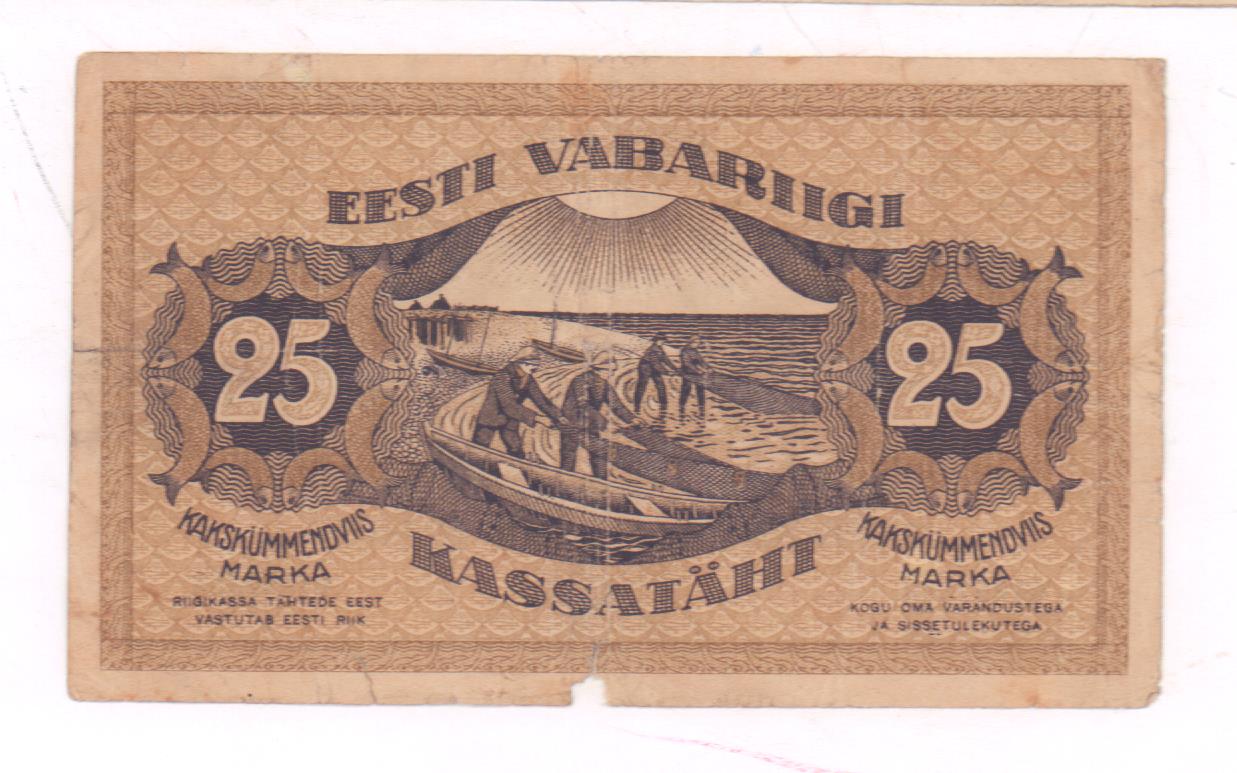 EESTI VABARIIGI
25
25
KAKSKÜMMENDVIIS
MARKA
KASSATÄHT
KAKSKÜMMENDVIIS
MARKA
RIIGIKASSA TÄHTEDE EEST
VASTUTAB EESTI RIIK
KOGU OMA VARANDUSTEGA
JA SISSETULEKUTEGA